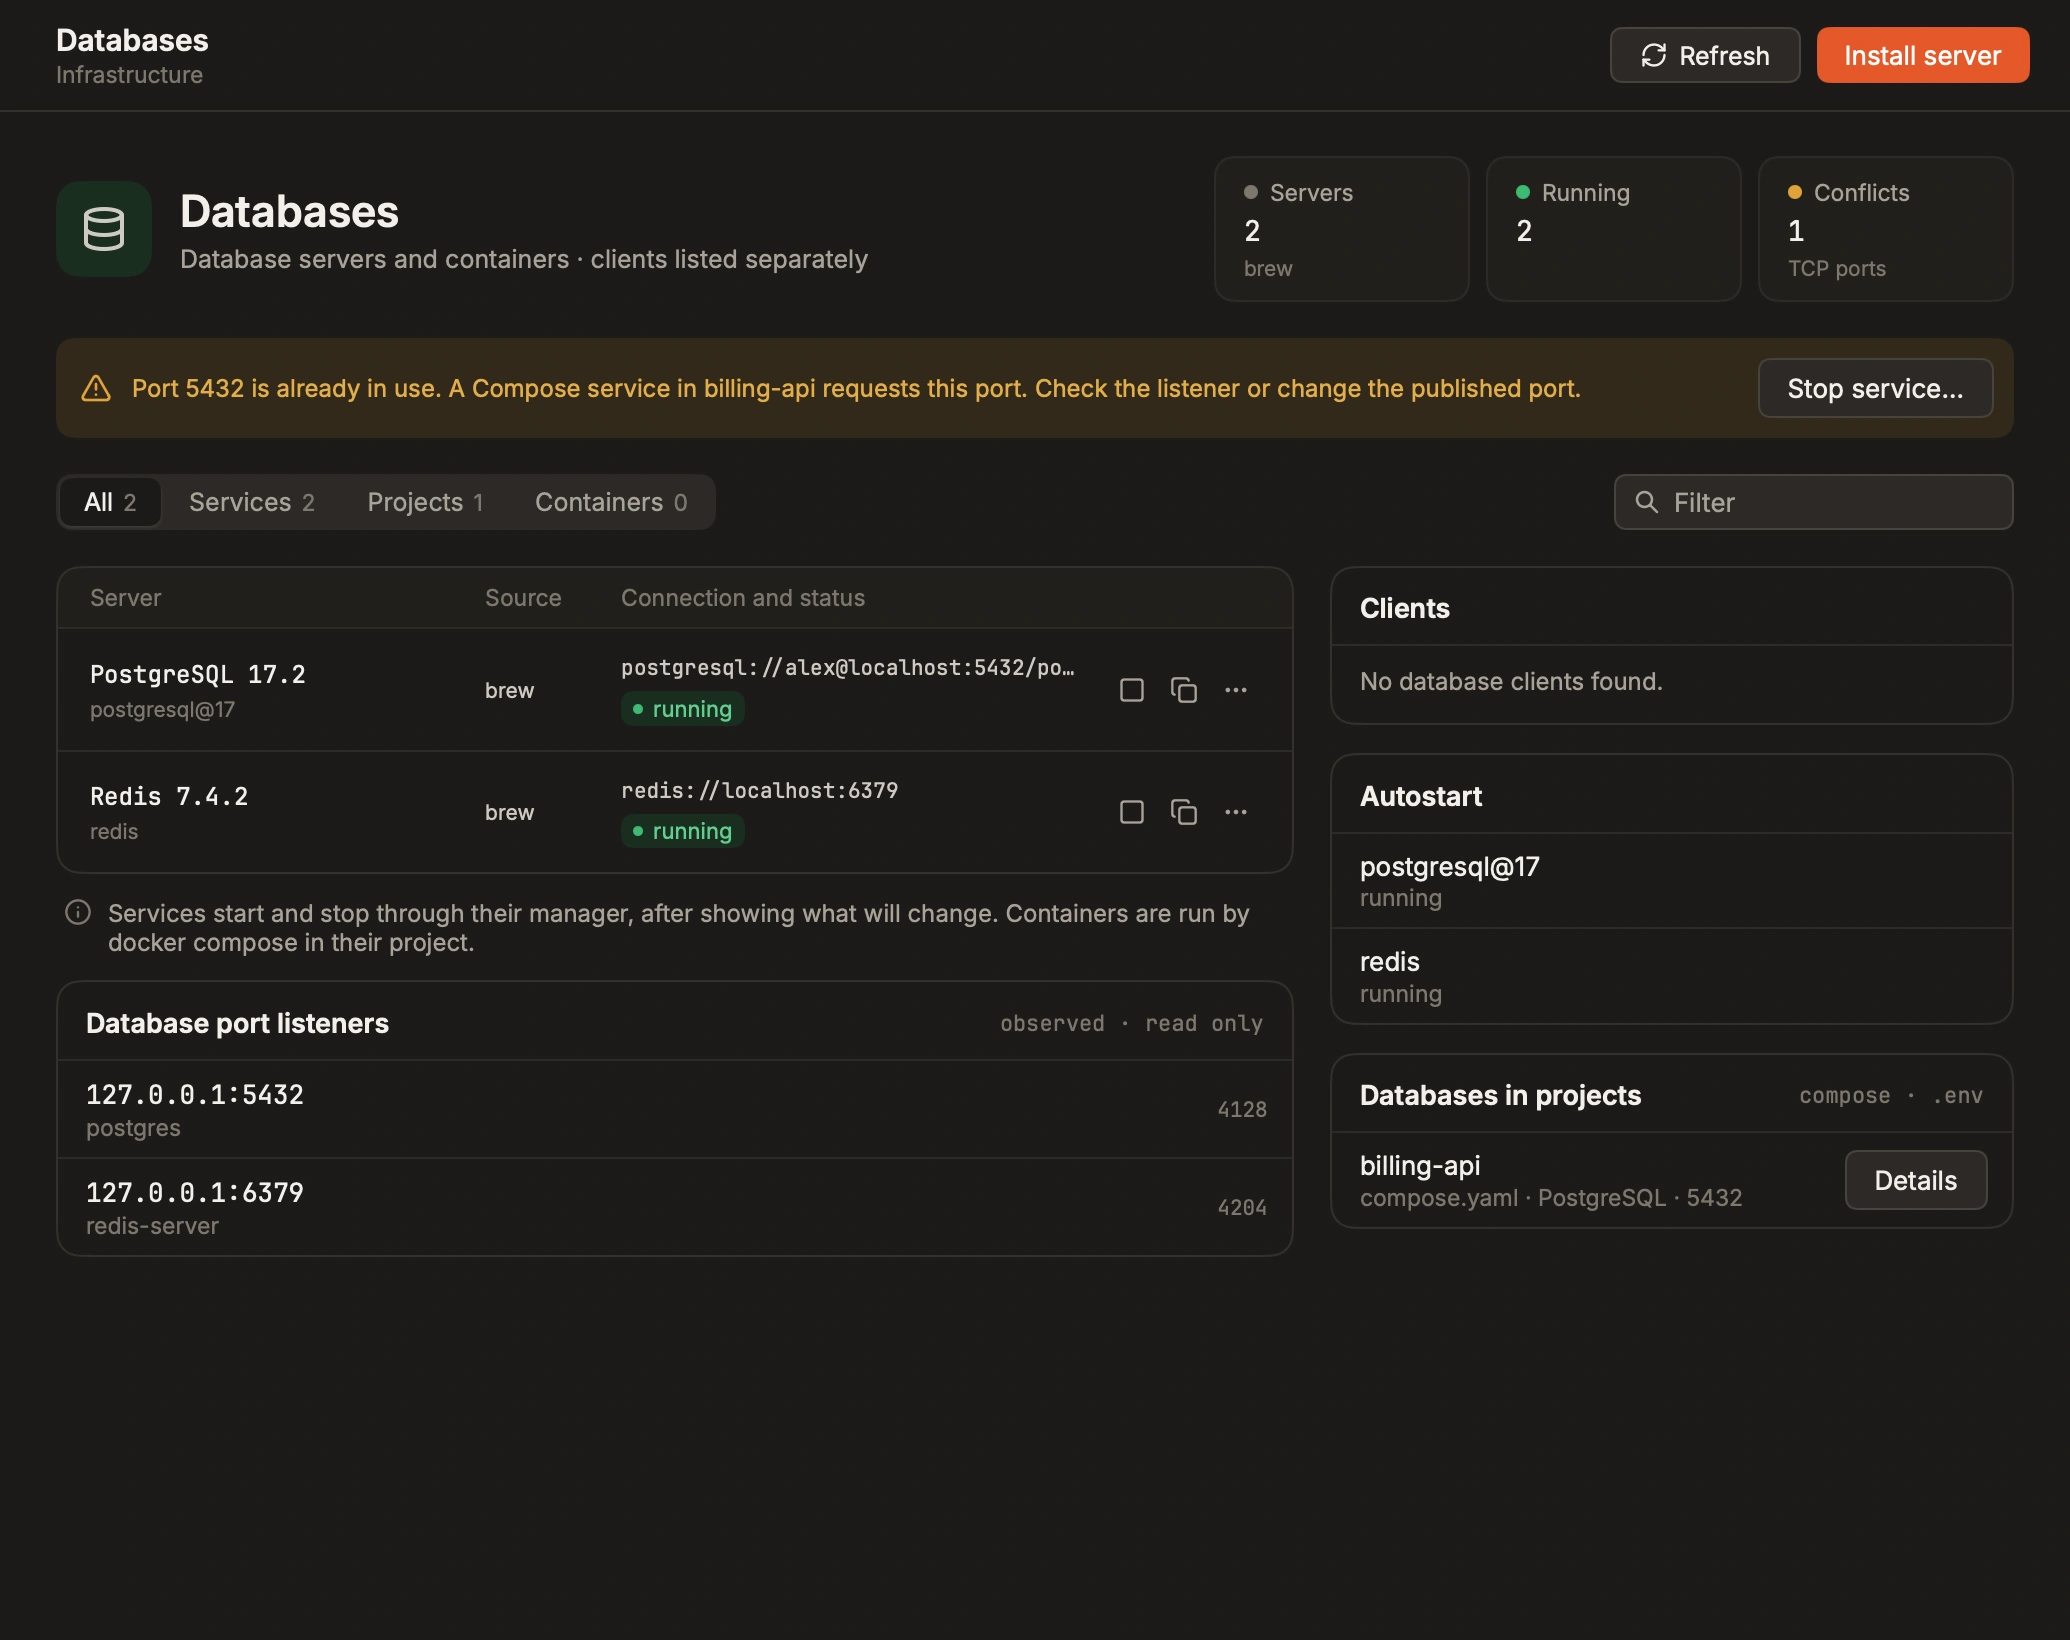 Databases
Infrastructure
Refresh
Install server
Databases
Database servers and containers · clients listed separately
Servers
2
brew
Running
2
Conflicts
1
TCP ports
Port 5432 is already in use. A Compose service in billing-api requests this port. Check the listener or change the published port.
Stop service...
All 2
Services 2
Projects 1
Containers 0
Filter
Server
Source
Connection and status
PostgreSQL 17.2
postgresql@17
brew
postgresql://alex@localhost:5432/po…
running
Redis 7.4.2
redis
brew
redis://localhost:6379
running
Services start and stop through their manager, after showing what will change. Containers are run by
docker compose in their project.
Database port listeners
observed · read only
127.0.0.1:5432
postgres
4128
127.0.0.1:6379
redis-server
4204
Clients
No database clients found.
Autostart
postgresql@17
running
redis
running
Databases in projects
compose · .env
billing-api
compose.yaml · PostgreSQL · 5432
Details